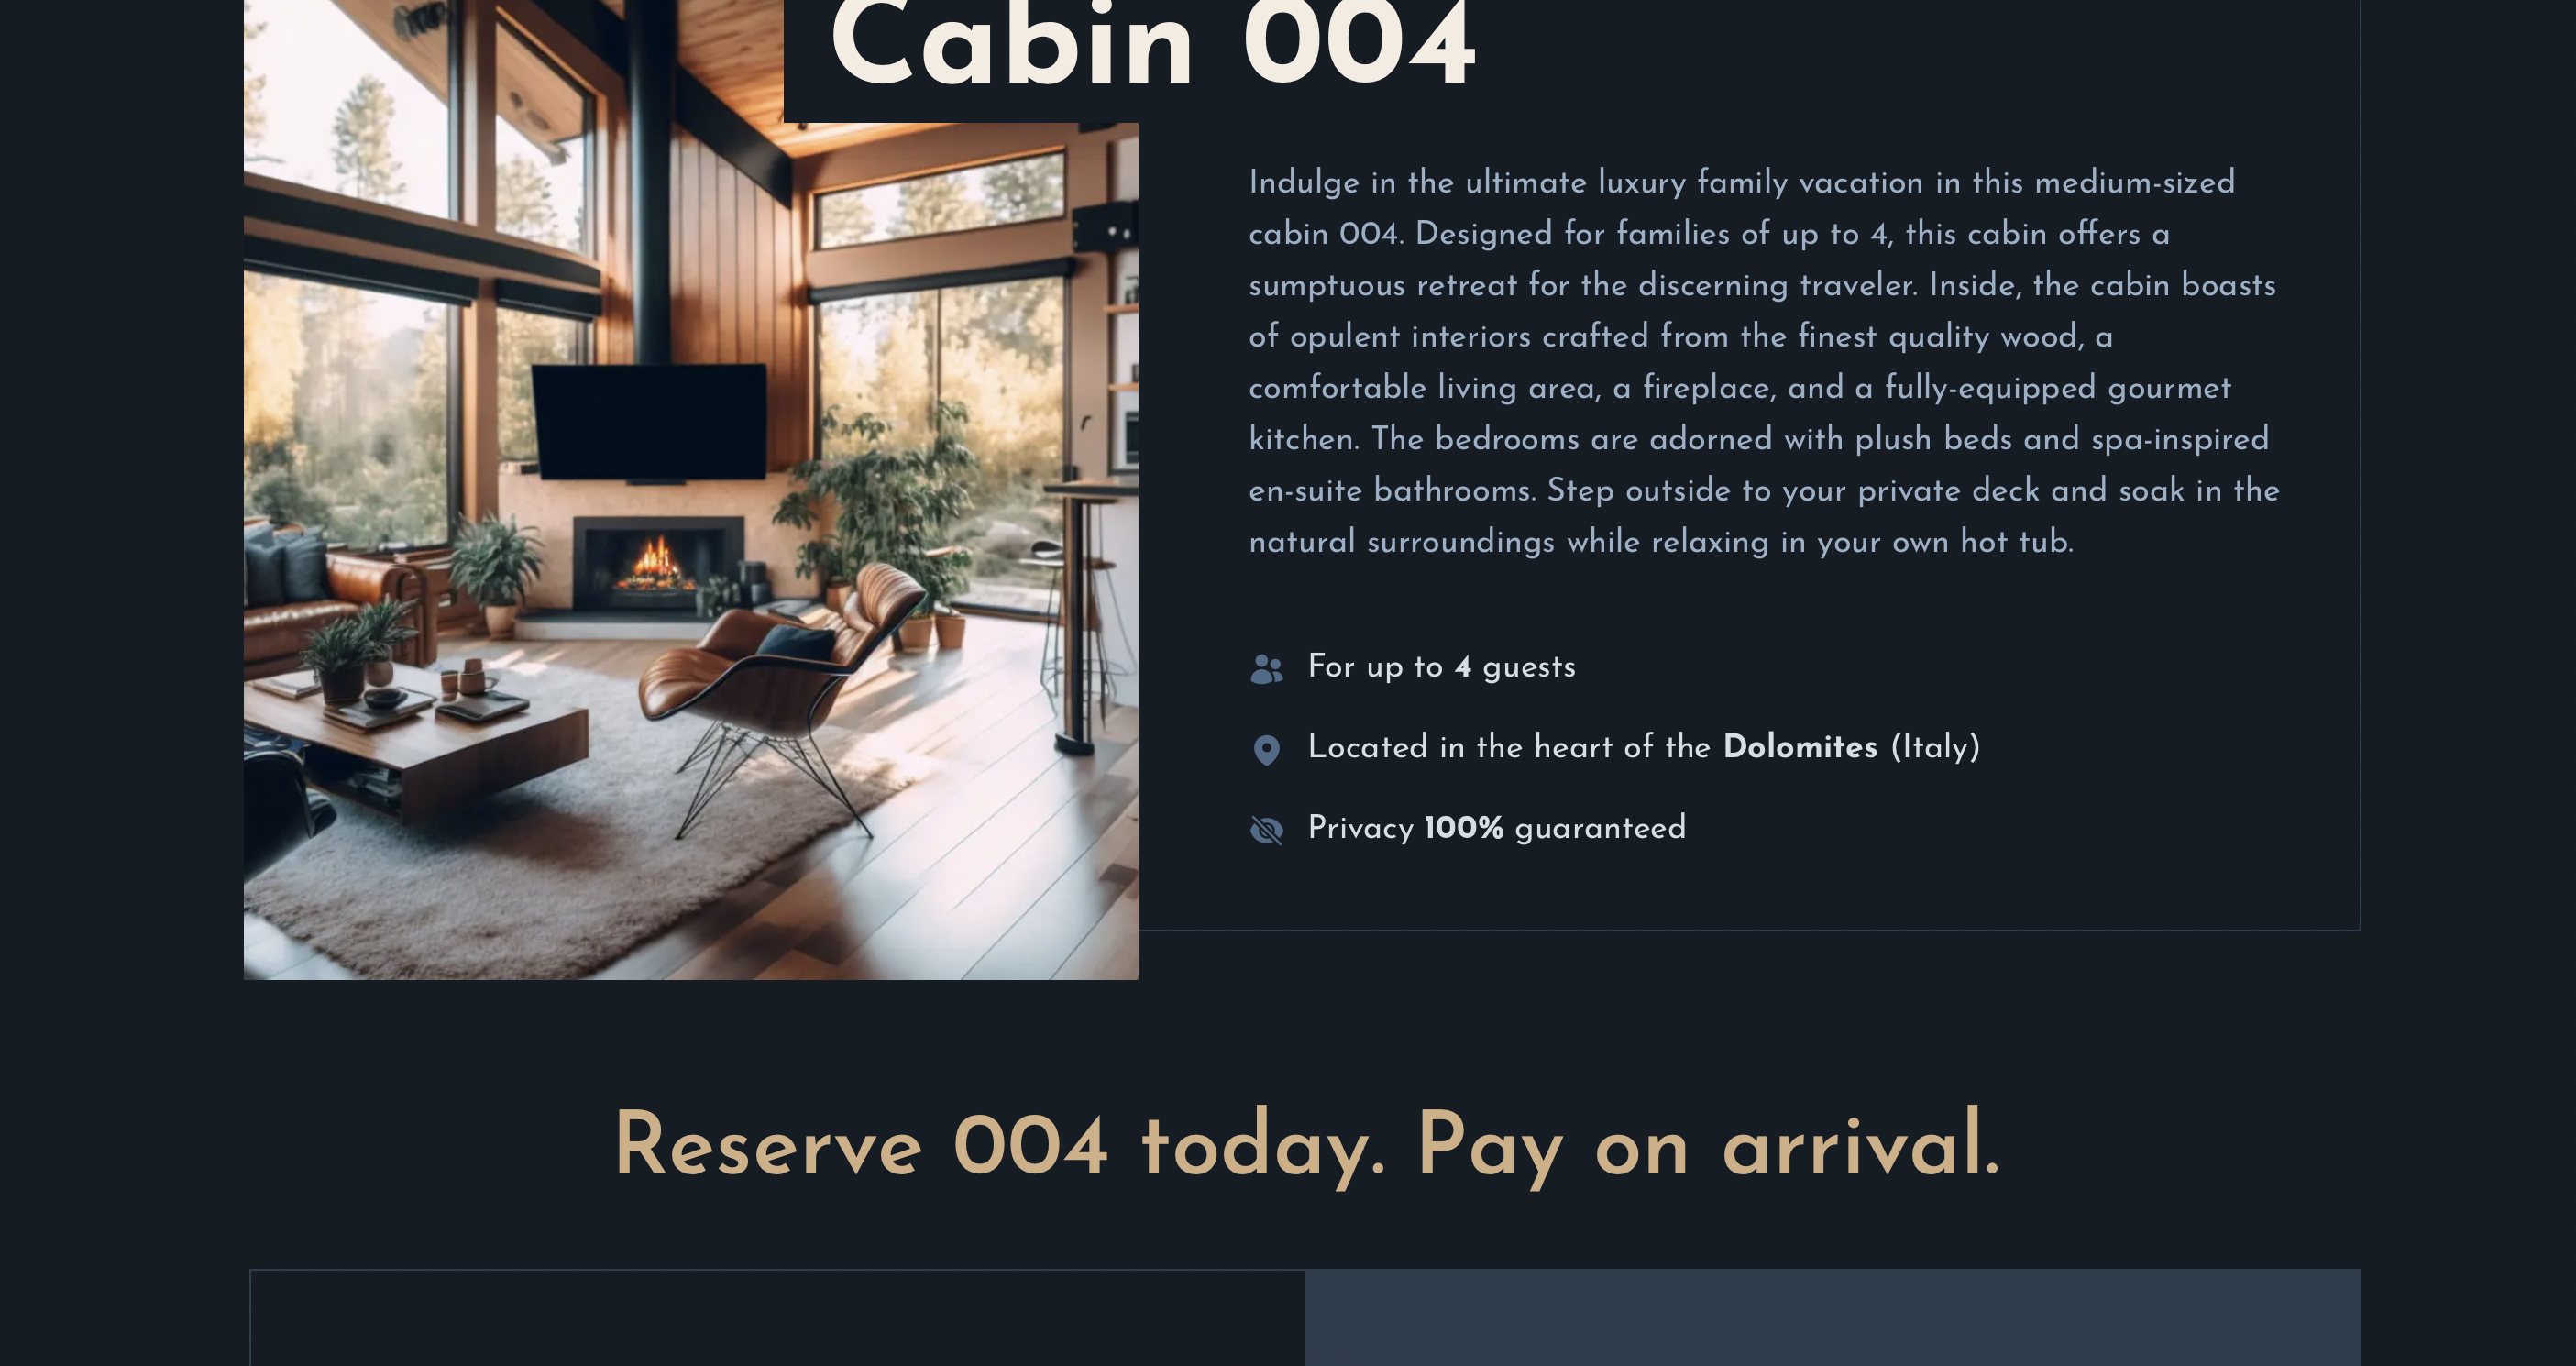 Cabin 004
Indulge in the ultimate luxury family vacation in this medium-sized
cabin 004. Designed for families of up to 4, this cabin offers a
sumptuous retreat for the discerning traveler. Inside, the cabin boasts
of opulent interiors crafted from the finest quality wood, a
comfortable living area, a fireplace, and a fully-equipped gourmet
kitchen. The bedrooms are adorned with plush beds and spa-inspired
en-suite bathrooms. Step outside to your private deck and soak in the
natural surroundings while relaxing in your own hot tub.
For up to 4 guests
Located in the heart of the Dolomites (Italy)
Privacy 100% guaranteed
Reserve 004 today. Pay on arrival.